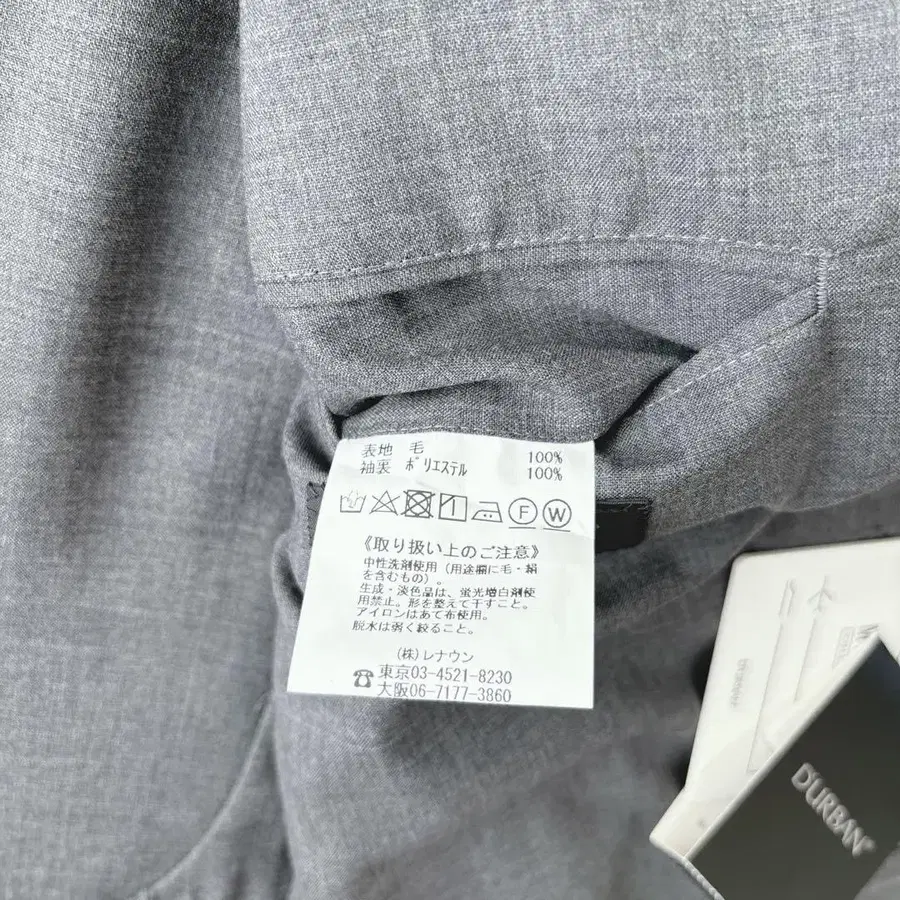 表地 毛 100%
袖裏 ポリエステル 100%
F W
《取り扱い上のご注意》
中性洗剤使用(用途欄に毛・絹
を含むもの)。
生成・淡色品は、蛍光増白剤使
用禁止。形を整えて干すこと。
アイロンはあて布使用。
脱水は弱く絞ること。
(株)レナウン
東京03-4521-8230
大阪06-7177-3860
D'URBAN